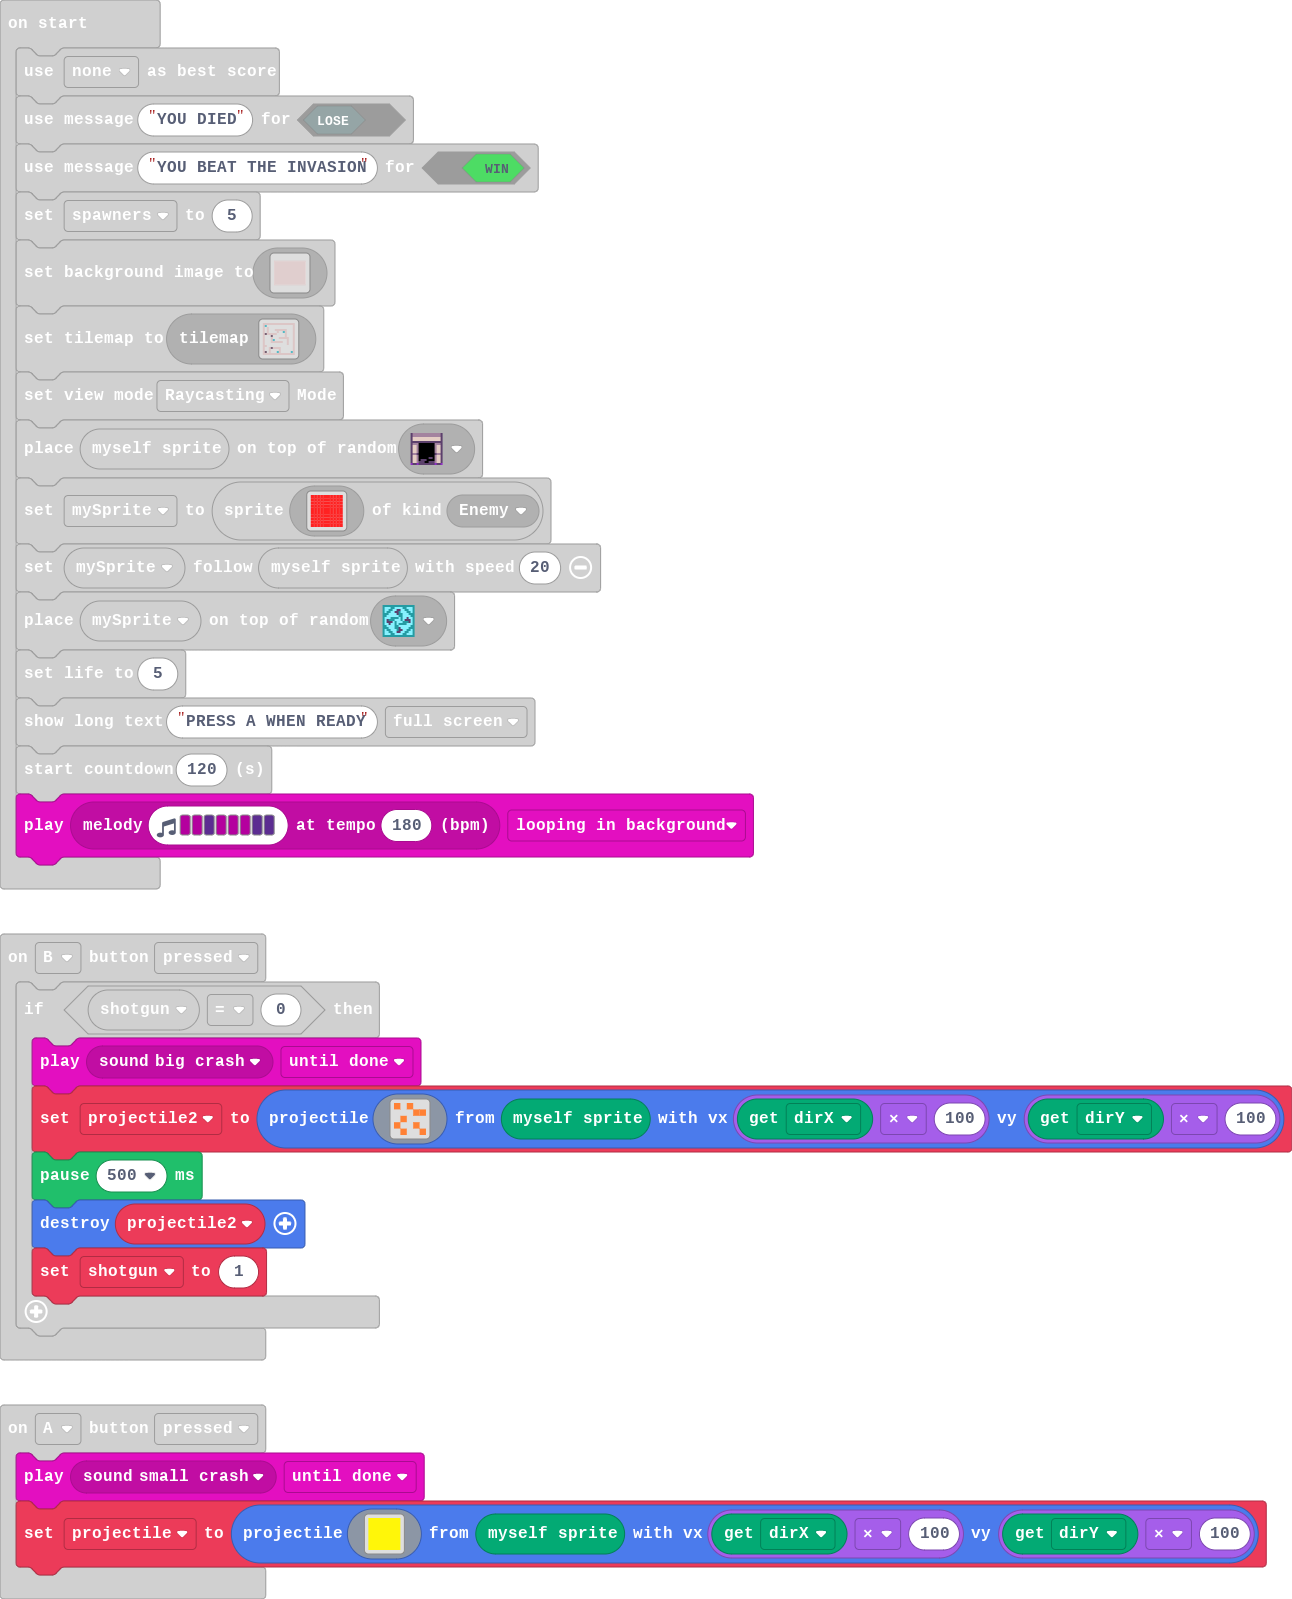 on start
use none as best score
use message "YOU DIED" for LOSE
use message "YOU BEAT THE INVASION" for WIN
set spawners to 5
set background image to
set tilemap to tilemap
set view mode Raycasting Mode
place myself sprite on top of random
set mySprite to sprite of kind Enemy
set mySprite follow myself sprite with speed 20
place mySprite on top of random
set life to 5
show long text "PRESS A WHEN READY" full screen
start countdown 120 (s)
play melody at tempo 180 (bpm) looping in background
on B button pressed
if shotgun = 0 then
play sound big crash until done
set projectile2 to projectile from myself sprite with vx get dirX × 100 vy get dirY × 100
pause 500 ms
destroy projectile2
set shotgun to 1
on A button pressed
play sound small crash until done
set projectile to projectile from myself sprite with vx get dirX × 100 vy get dirY × 100